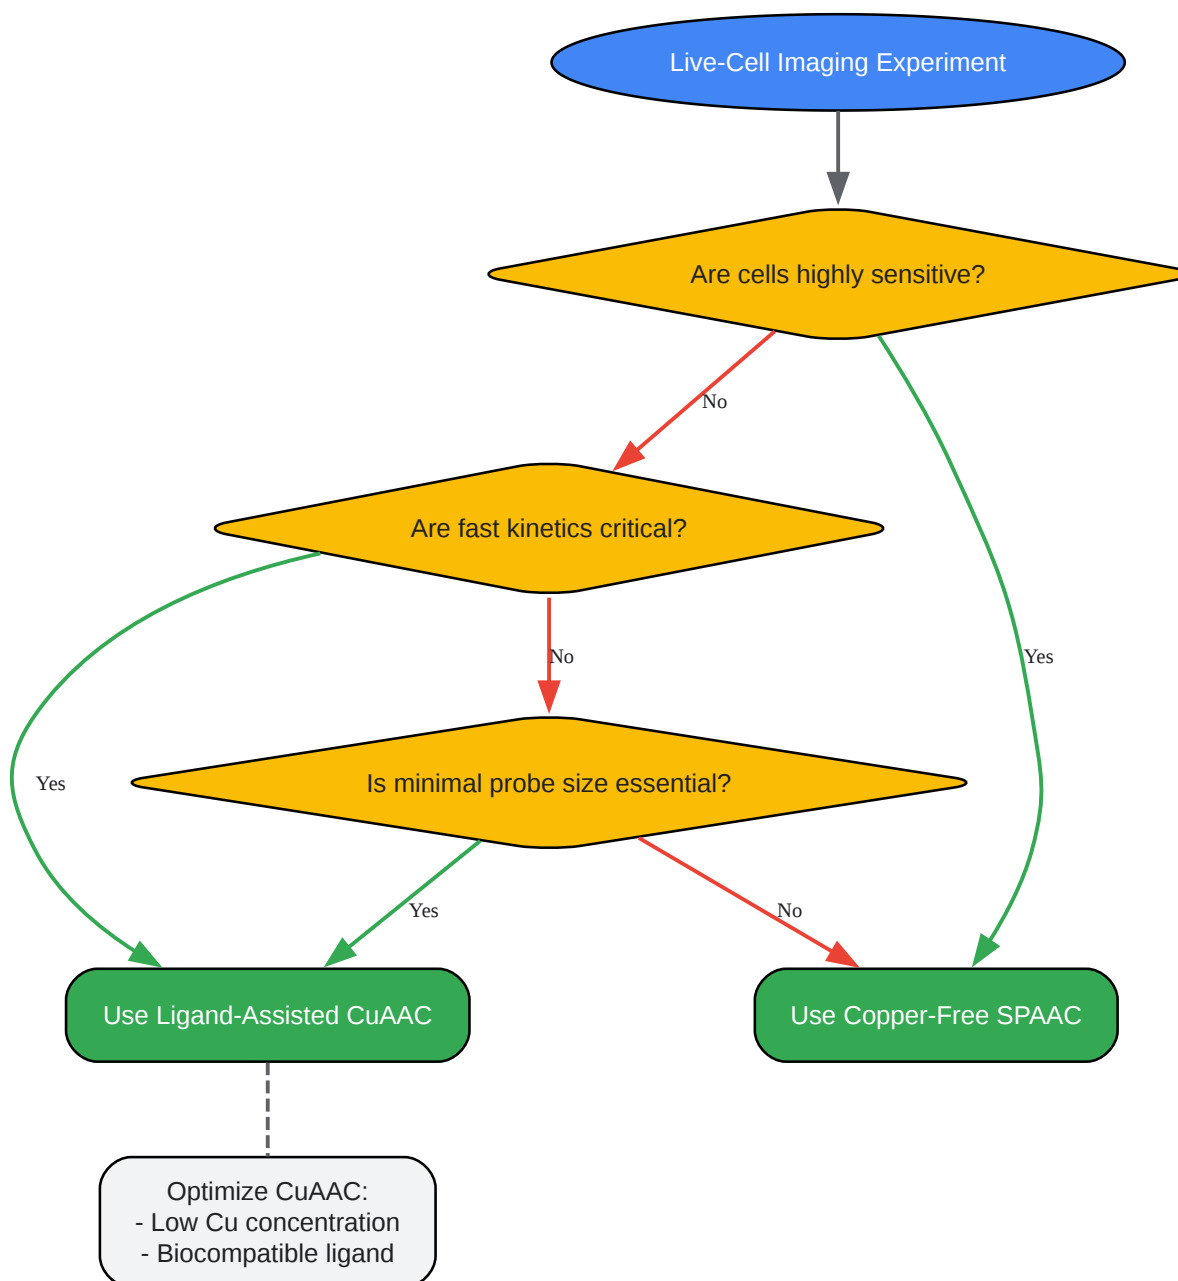 Live-Cell Imaging Experiment
Are cells highly sensitive?
No
Are fast kinetics critical?
No
Yes
Is minimal probe size essential?
Yes
Yes
No
Use Ligand-Assisted CuAAC
Use Copper-Free SPAAC
Optimize CuAAC:
- Low Cu concentration
- Biocompatible ligand